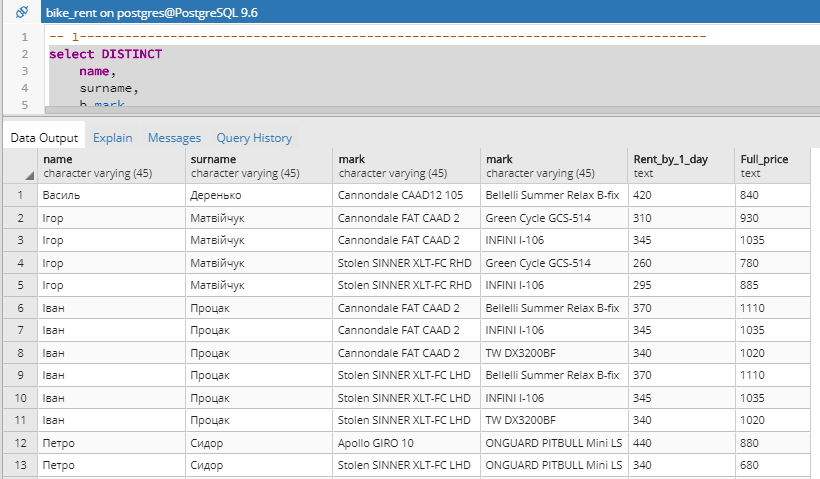 bike_rent on postgres@PostgreSQL 9.6
1 -- 1-----------------------------------------------------------------------------------
2 select DISTINCT
3 name,
4 surname,
5 b.mark
Data Output Explain Messages Query History
name surname mark mark Rent_by_1_day Full_price
character varying (45) character varying (45) character varying (45) character varying (45) text text
1 Василь Деренько Cannondale CAAD12 105 Bellelli Summer Relax B-fix 420 840
2 Ігор Матвійчук Cannondale FAT CAAD 2 Green Cycle GCS-514 310 930
3 Ігор Матвійчук Cannondale FAT CAAD 2 INFINI I-106 345 1035
4 Ігор Матвійчук Stolen SINNER XLT-FC RHD Green Cycle GCS-514 260 780
5 Ігор Матвійчук Stolen SINNER XLT-FC RHD INFINI I-106 295 885
6 Іван Процак Cannondale FAT CAAD 2 Bellelli Summer Relax B-fix 370 1110
7 Іван Процак Cannondale FAT CAAD 2 INFINI I-106 345 1035
8 Іван Процак Cannondale FAT CAAD 2 TW DX3200BF 340 1020
9 Іван Процак Stolen SINNER XLT-FC LHD Bellelli Summer Relax B-fix 370 1110
10 Іван Процак Stolen SINNER XLT-FC LHD INFINI I-106 345 1035
11 Іван Процак Stolen SINNER XLT-FC LHD TW DX3200BF 340 1020
12 Петро Сидор Apollo GIRO 10 ONGUARD PITBULL Mini LS 440 880
13 Петро Сидор Stolen SINNER XLT-FC LHD ONGUARD PITBULL Mini LS 340 680